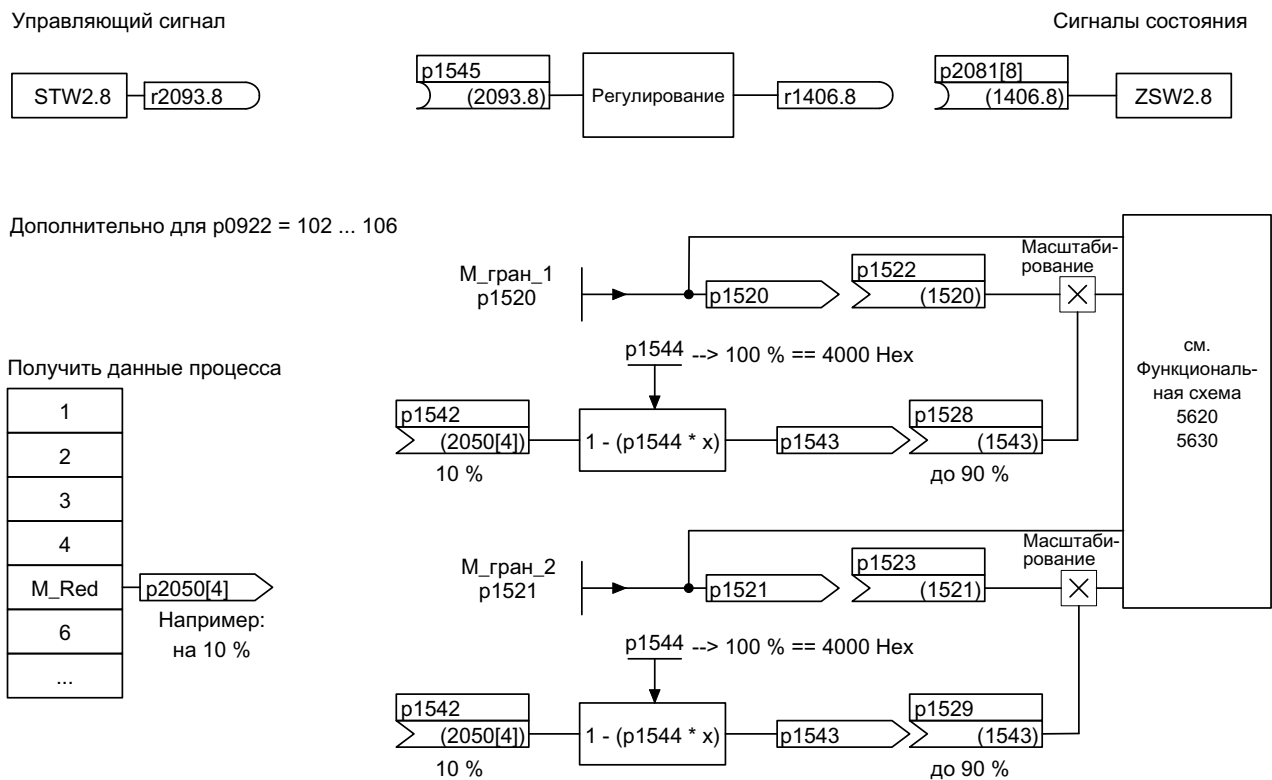 Управляющий сигнал
Сигналы состояния
STW2.8
r2093.8
p1545
(2093.8)
Регулирование
r1406.8
p2081[8]
(1406.8)
ZSW2.8
Дополнительно для p0922 = 102 ... 106
М_гран_1
p1520
p1520
p1522
(1520)
Масштаби-
рование
см.
Функциональ-
ная схема
5620
5630
p1544 --> 100 % == 4000 Hex
Получить данные процесса
1
2
3
4
M_Red
6
...
p2050[4]
Например:
на 10 %
p1542
(2050[4])
10 %
1 - (p1544 * x)
p1543
p1528
(1543)
до 90 %
М_гран_2
p1521
p1521
p1523
(1521)
Масштаби-
рование
p1544 --> 100 % == 4000 Hex
p1542
(2050[4])
10 %
1 - (p1544 * x)
p1543
p1529
(1543)
до 90 %